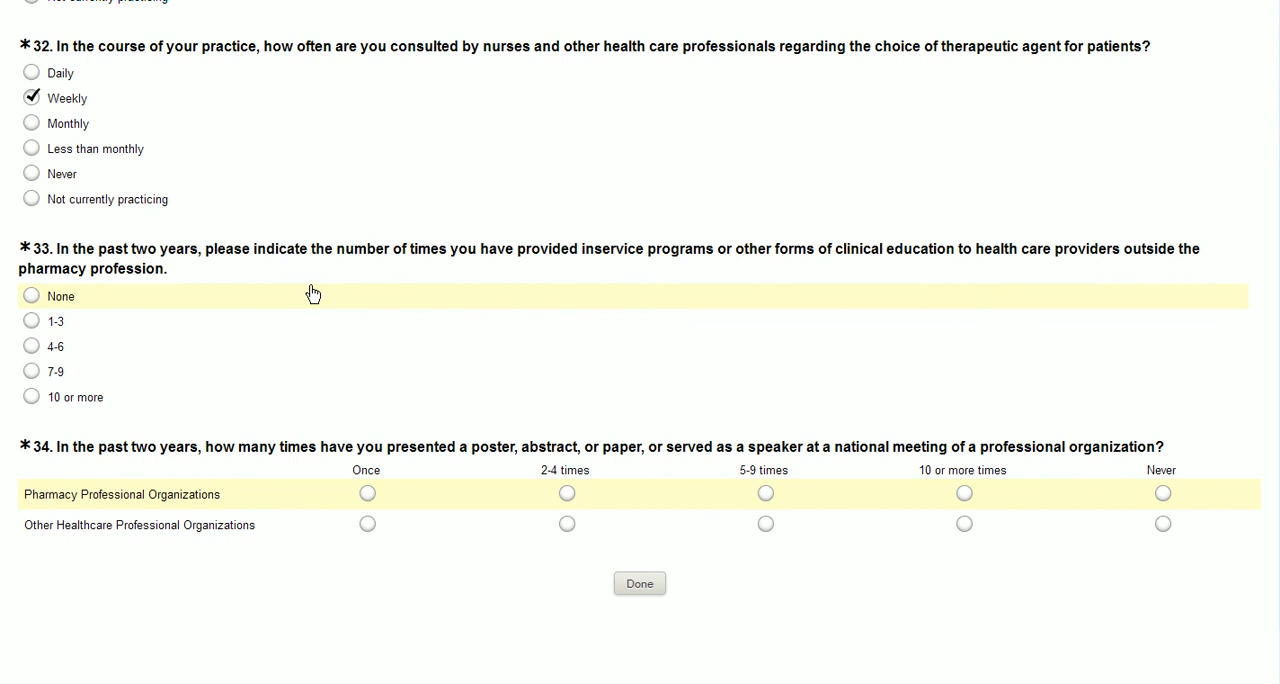 *32. In the course of your practice, how often are you consulted by nurses and other health care professionals regarding the choice of therapeutic agent for patients?
Daily
Weekly
Monthly
Less than monthly
Never
Not currently practicing
*33. In the past two years, please indicate the number of times you have provided inservice programs or other forms of clinical education to health care providers outside the
pharmacy profession.
None
1-3
4-6
7-9
10 or more
*34. In the past two years, how many times have you presented a poster, abstract, or paper, or served as a speaker at a national meeting of a professional organization?
Once 2-4 times 5-9 times 10 or more times Never
Pharmacy Professional Organizations
Other Healthcare Professional Organizations
Done